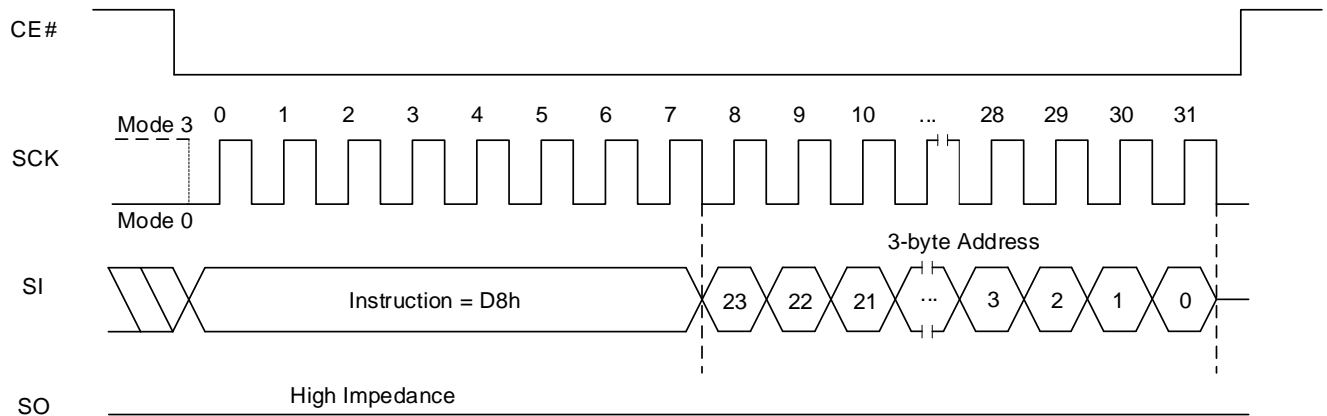 CE#
0 1 2 3 4 5 6 7 8 9 10 ... 28 29 30 31
Mode 3
SCK
Mode 0
3-byte Address
SI
Instruction = D8h 23 22 21 ... 3 2 1 0
High Impedance
SO